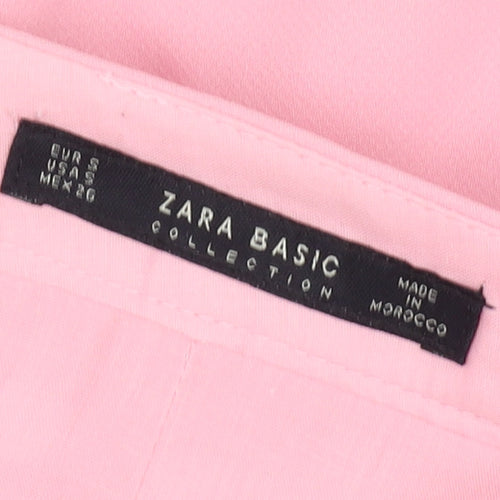 EUR S
USA S
MEX 26
ZARA BASIC
COLLECTION
MADE
IN
MOROCCO